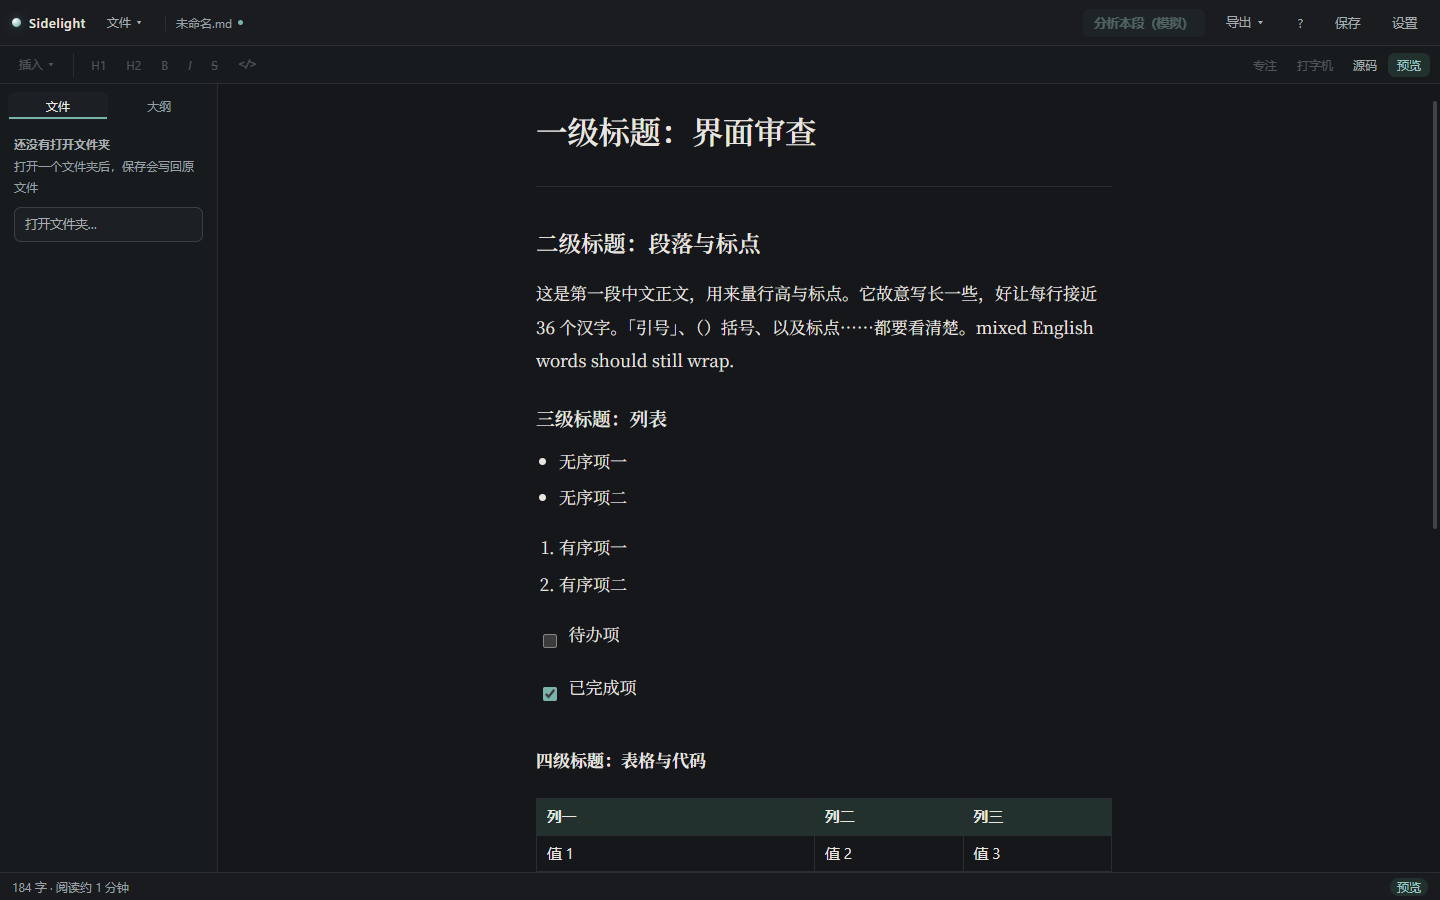 Sidelight 文件 未命名.md 分析本段（模拟） 导出 ? 保存 设置
插入 H1 H2 B I S </> 专注 打字机 源码 预览
文件 大纲
还没有打开文件夹
打开一个文件夹后，保存会写回原
文件
打开文件夹...
一级标题：界面审查
二级标题：段落与标点
这是第一段中文正文，用来量行高与标点。它故意写长一些，好让每行接近
36 个汉字。「引号」、（）括号、以及标点……都要看清楚。mixed English
words should still wrap.
三级标题：列表
无序项一
无序项二
1. 有序项一
2. 有序项二
待办项
已完成项
四级标题：表格与代码
列一 列二 列三
值 1 值 2 值 3
184 字 · 阅读约 1 分钟 预览